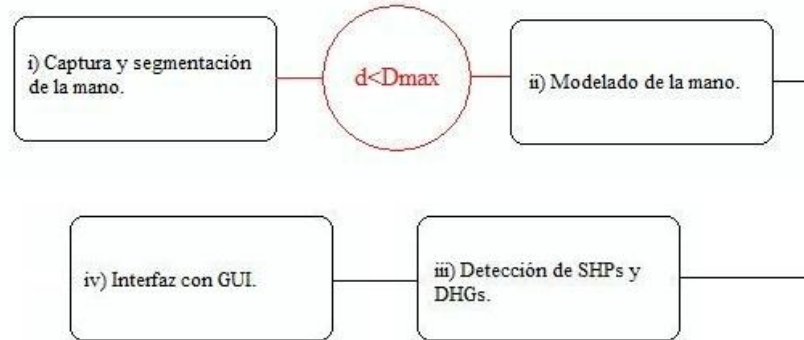 i) Captura y segmentación
de la mano.
d<Dmax
ii) Modelado de la mano.
iv) Interfaz con GUI.
iii) Detección de SHPs y
DHGs.